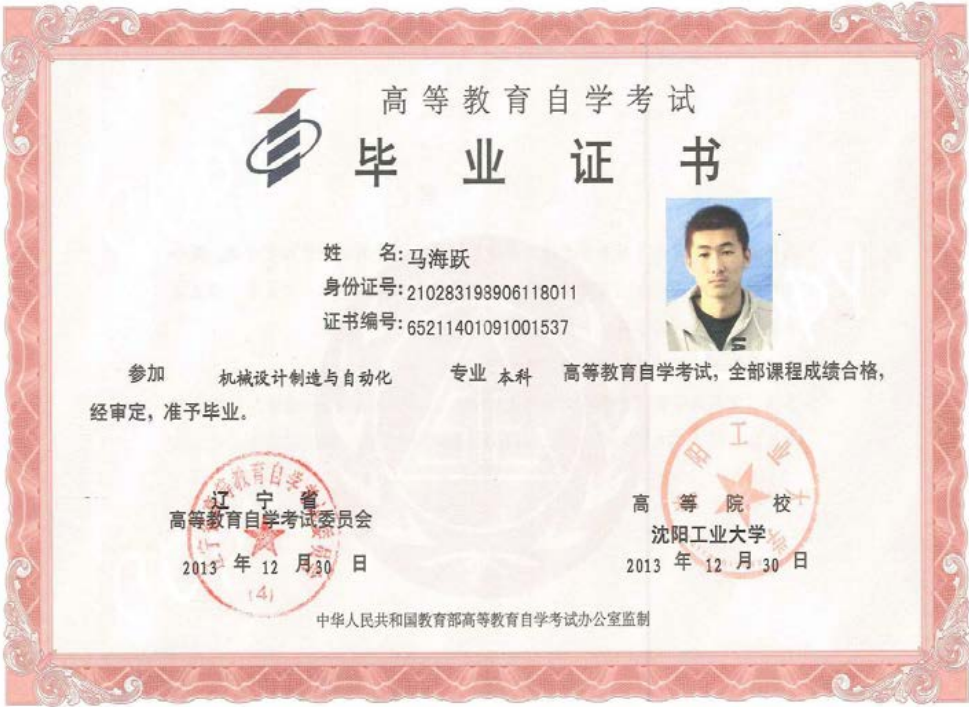 高等教育自学考试
毕业证书
姓 名:马海跃
身份证号:210283198906118011
证书编号:65211401091001537
参加 机械设计制造与自动化 专业 本科 高等教育自学考试，全部课程成绩合格，
经审定，准予毕业。
辽宁省
高等教育自学考试委员会
2013 年 12 月 30 日
(4)
高等院校
沈阳工业大学
2013 年 12 月 30 日
中华人民共和国教育部高等教育自学考试办公室监制